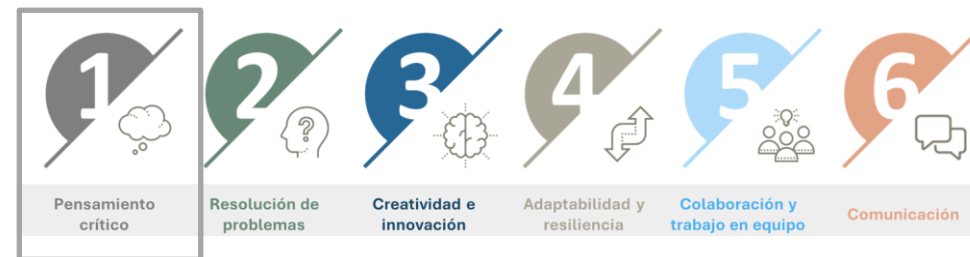 1
Pensamiento
crítico
2
Resolución de
problemas
3
Creatividad e
innovación
4
Adaptabilidad y
resiliencia
5
Colaboración y
trabajo en equipo
6
Comunicación